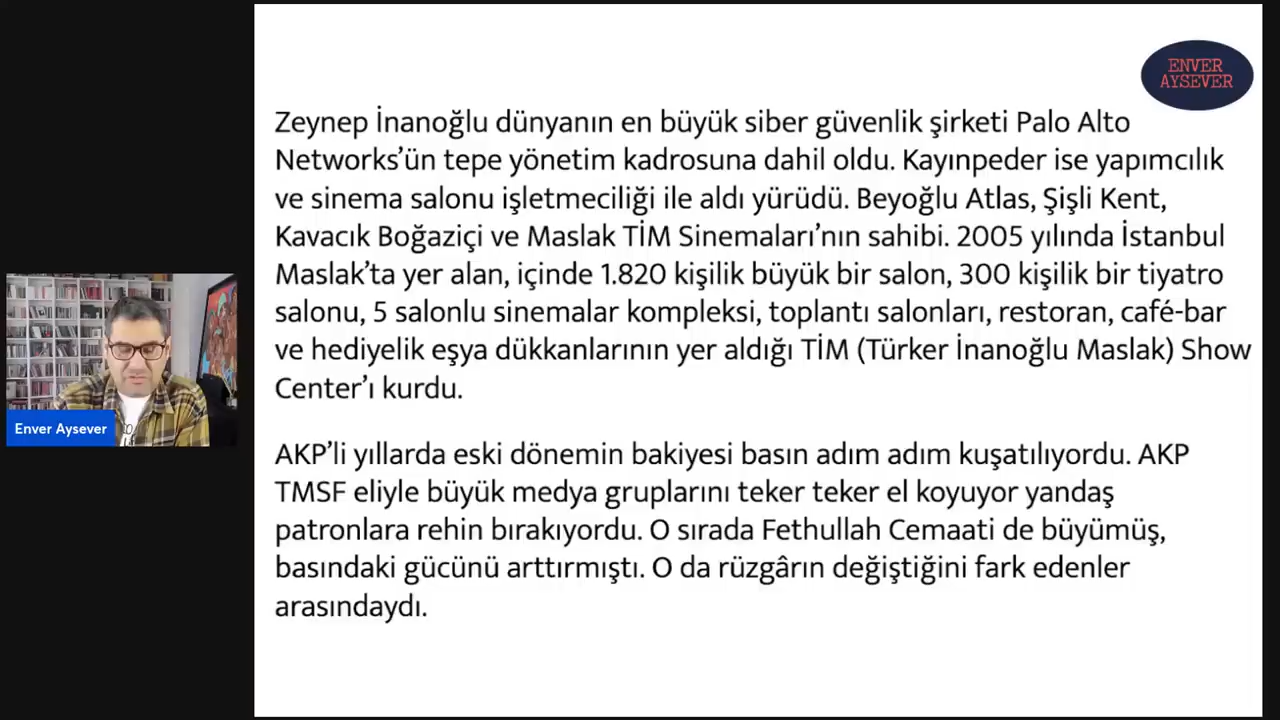 ENVER
AYSEVER
Zeynep İnanoğlu dünyanın en büyük siber güvenlik şirketi Palo Alto
Networks’ün tepe yönetim kadrosuna dahil oldu. Kayınpeder ise yapımcılık
ve sinema salonu işletmeciliği ile aldı yürüdü. Beyoğlu Atlas, Şişli Kent,
Kavacık Boğaziçi ve Maslak TİM Sinemaları’nın sahibi. 2005 yılında İstanbul
Maslak’ta yer alan, içinde 1.820 kişilik büyük bir salon, 300 kişilik bir tiyatro
salonu, 5 salonlu sinemalar kompleksi, toplantı salonları, restoran, café-bar
ve hediyelik eşya dükkanlarının yer aldığı TİM (Türker İnanoğlu Maslak) Show
Center’ı kurdu.
AKP’li yıllarda eski dönemin bakiyesi basın adım adım kuşatılıyordu. AKP
TMSF eliyle büyük medya gruplarını teker teker el koyuyor yandaş
patronlara rehin bırakıyordu. O sırada Fethullah Cemaati de büyümüş,
basındaki gücünü arttırmıştı. O da rüzgârın değiştiğini fark edenler
arasındaydı.
Enver Aysever